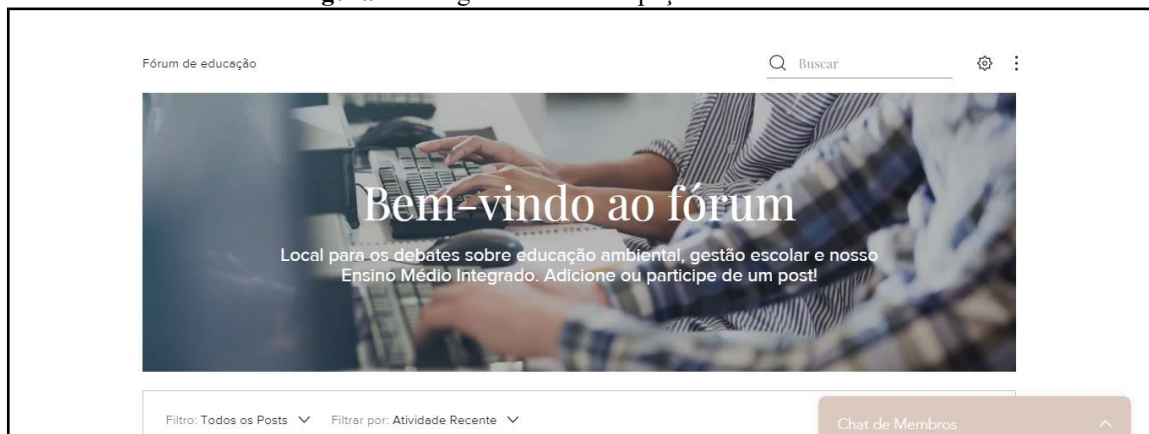 Fórum de educação
Buscar
Bem-vindo ao fórum
Local para os debates sobre educação ambiental, gestão escolar e nosso
Ensino Médio Integrado. Adicione ou participe de um post!
Filtro: Todos os Posts
Filtrar por: Atividade Recente
Chat de Membros